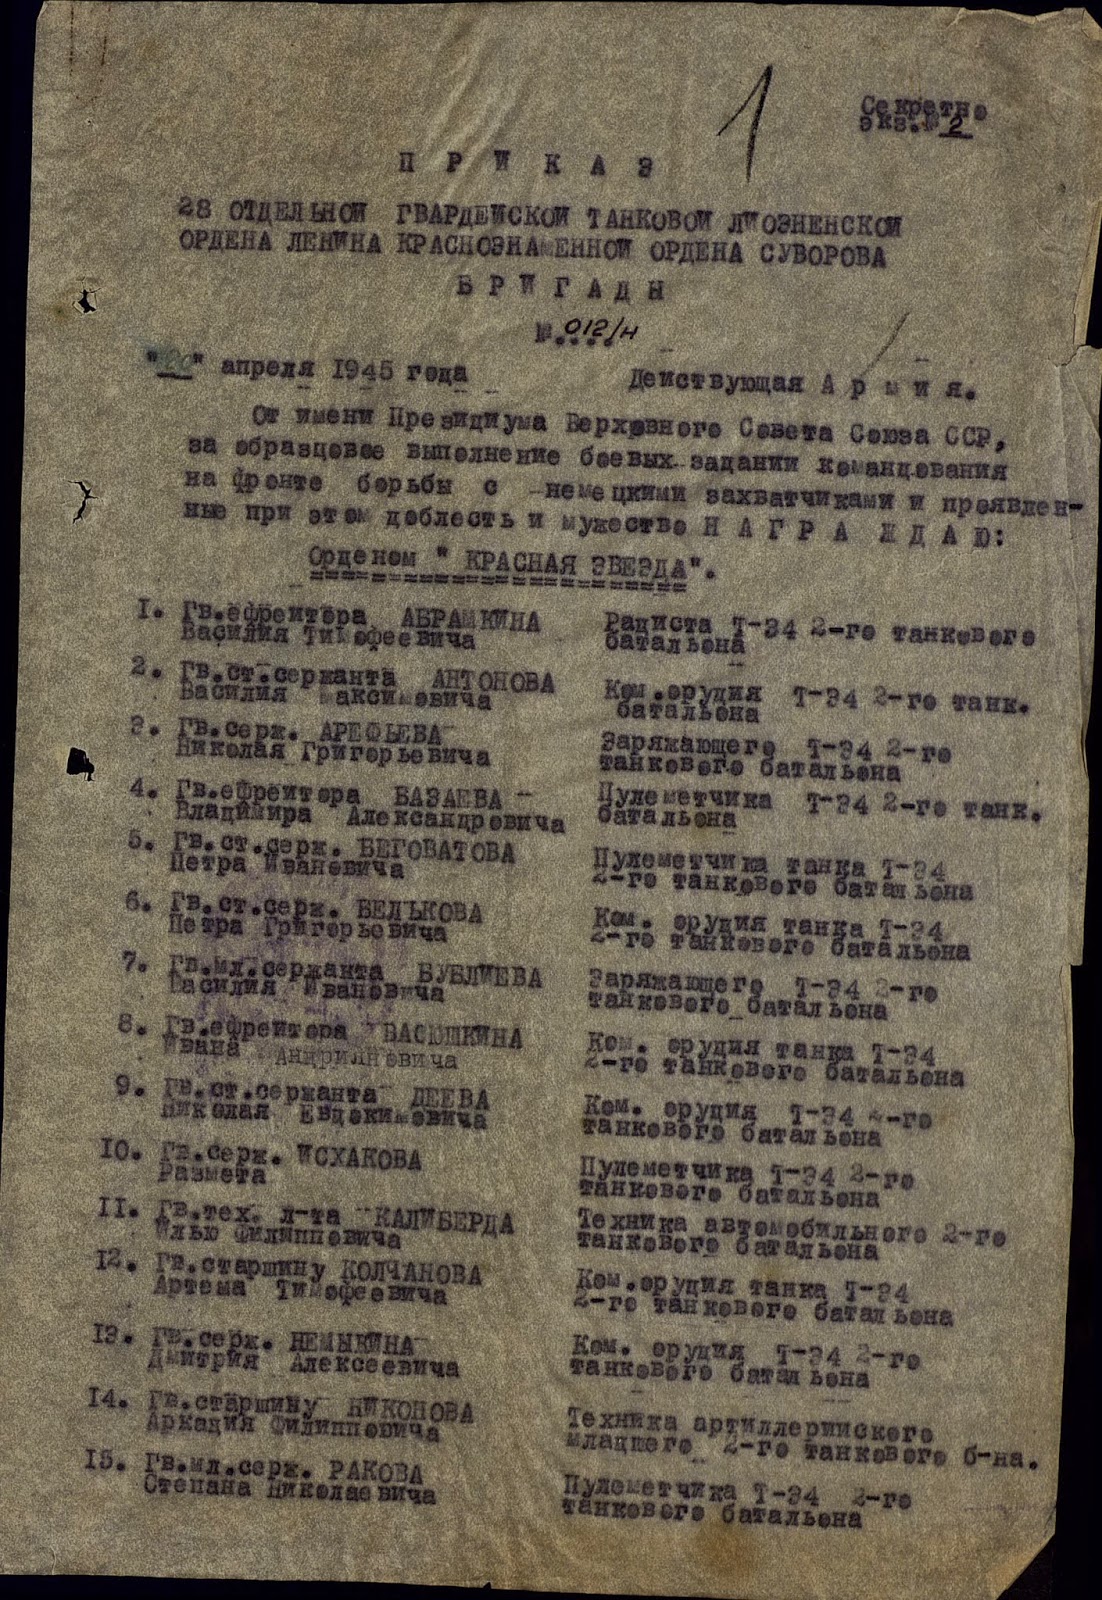 1
Секретно
экз.№ 2
П Р И К А З
28 ОТДЕЛЬНОЙ ГВАРДЕЙСКОЙ ТАНКОВОЙ ЛИОЗНЕНСКОЙ
ОРДЕНА ЛЕНИНА КРАСНОЗНАМЕННОЙ ОРДЕНА СУВОРОВА
Б Р И Г А Д Ы
№ 012/н
"20" апреля 1945 года Действующая А р м и я.
От имени Президиума Верховного Совета Союза ССР,
за образцовое выполнение боевых заданий командования
на фронте борьбы с немецкими захватчиками и проявлен-
ные при этом доблесть и мужество Н А Г Р А Ж Д А Ю:
Орденом " КРАСНАЯ ЗВЕЗДА".
1. Гв.ефрейтора АБРАМКИНА Радиста Т-34 2-го танкового
Василия Тимофеевича батальона
2. Гв.ст.сержанта АНТОНОВА Ком.орудия Т-34 2-го танк.
Василия Максимовича батальона
3. Гв.серж. АРЕФЬЕВА Заряжающего Т-34 2-го
Николая Григорьевича танкового батальона
4. Гв.ефрейтора БАЗАЕВА Пулеметчика Т-34 2-го танк.
Владимира Александровича батальона
5. Гв.ст.серж. БЕГОВАТОВА Пулеметчика танка Т-34
Петра Ивановича 2-го танкового батальона
6. Гв.ст.серж. БЕЛЬКОВА Ком. орудия танка Т-34
Петра Григорьевича 2-го танкового батальона
7. Гв.мл.сержанта БУБЛИЕВА Заряжающего Т-34 2-го
Василия Ивановича танкового батальона
8. Гв.ефрейтора ВАСЮШКИНА Ком. орудия танка Т-34
Ивана Андрияновича 2-го танкового батальона
9. Гв.ст.сержанта ДЕЕВА Ком. орудия Т-34 2-го
Николая Евдокимовича танкового батальона
10. Гв.серж. ИСХАКОВА Пулеметчика Т-34 2-го
Размета танкового батальона
11. Гв.тех. л-та КАЛИБЕРДА Техника автомобильного 2-го
Илью Филипповича танкового батальона
12. Гв.старшину КОЛЧАНОВА Ком.орудия танка Т-34
Артема Тимофеевича 2-го танкового батальона
13. Гв.серж. НЕМЫКИНА Ком. орудия Т-34 2-го
Дмитрия Алексеевича танкового батальона
14. Гв.старшину НИКОНОВА Техника артиллерийского
Аркадия Филипповича младшего 2-го танкового б-на.
15. Гв.мл.серж. РАКОВА Пулеметчика Т-34 2-го
Степана Николаевича танкового батальона